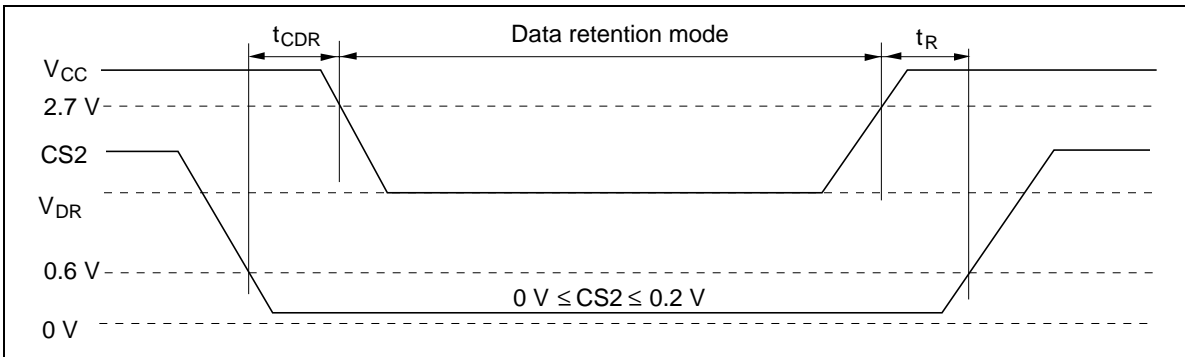 tCDR Data retention mode tR
VCC
2.7 V
CS2
VDR
0.6 V
0 V ≤ CS2 ≤ 0.2 V
0 V